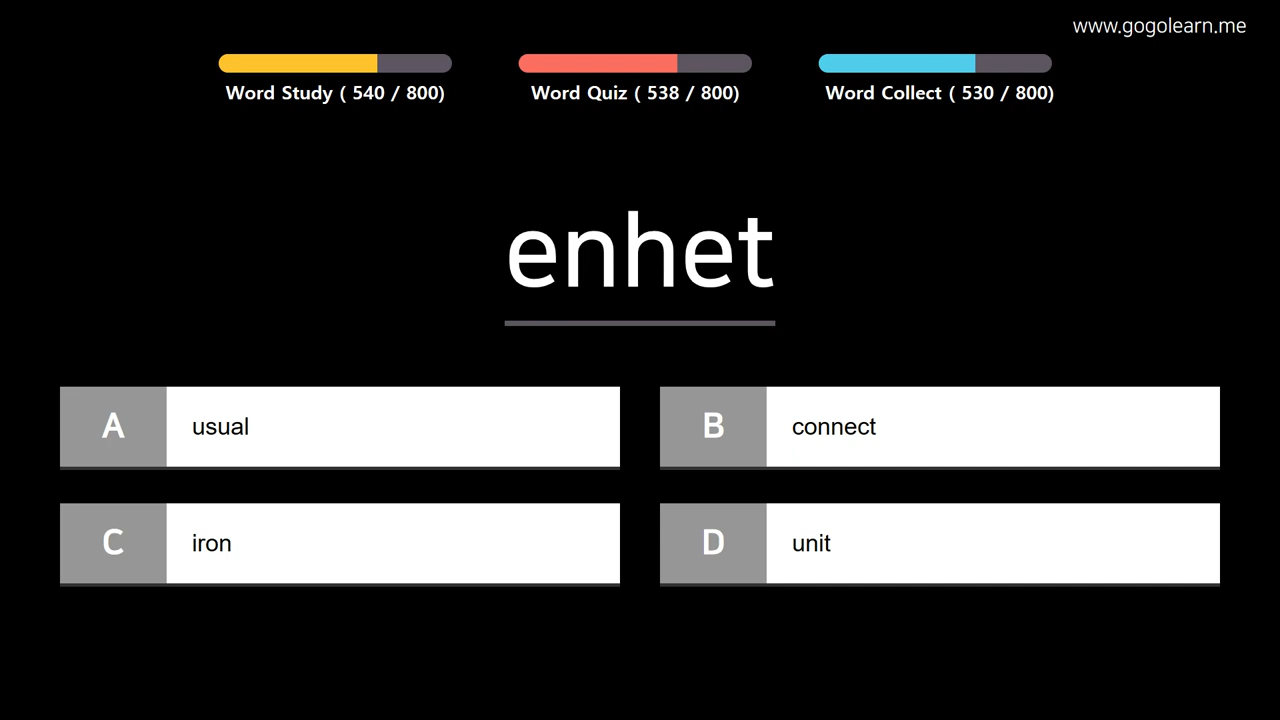 www.gogolearn.me
Word Study ( 540 / 800)
Word Quiz ( 538 / 800)
Word Collect ( 530 / 800)
enhet
A usual
B connect
C iron
D unit